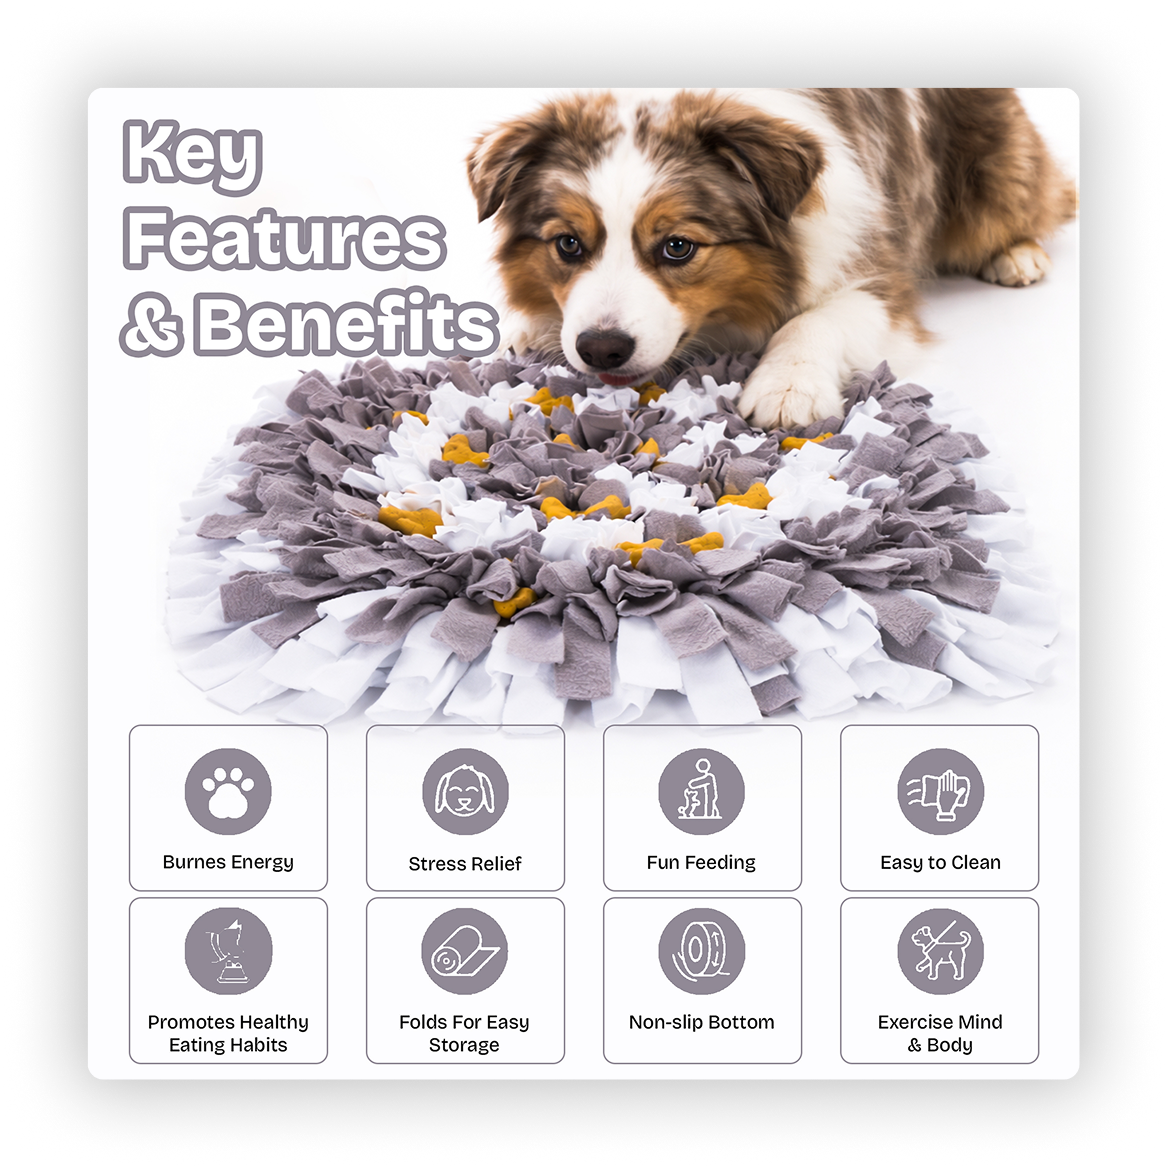 Key
Features
& Benefits
Burnes Energy
Stress Relief
Fun Feeding
Easy to Clean
Promotes Healthy
Eating Habits
Folds For Easy
Storage
Non-slip Bottom
Exercise Mind
& Body